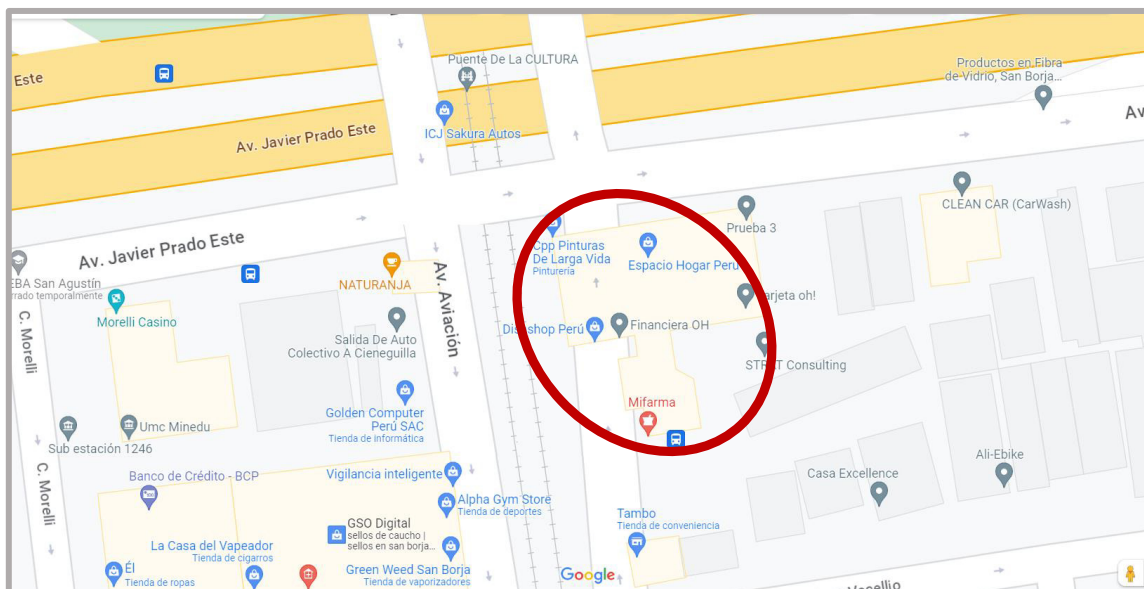 Este
Puente De La CULTURA
Productos en Fibra
de Vidrio, San Borja...
ICJ Sakura Autos
Av. Javier Prado Este
Av
CLEAN CAR (CarWash)
Prueba 3
Av. Javier Prado Este
Cpp Pinturas
De Larga Vida
Pinturería
Espacio Hogar Peru
EBA San Agustín
rrado temporalmente
NATURANJA
Av. Aviación
arjeta oh!
Morelli Casino
C. Morelli
Salida De Auto
Colectivo A Cieneguilla
Financiera OH
Mifarma
Golden Computer
Perú SAC
Tienda de informática
Umc Minedu
Sub estación 1246
C. Morelli
Banco de Crédito - BCP
Vigilancia inteligente
Casa Excellence
Ali-Ebike
Alpha Gym Store
Tienda de deportes
GSO Digital
sellos de caucho |
sellos en san borja...
Tambo
Tienda de conveniencia
La Casa del Vapeador
Tienda de cigarros
Green Weed San Borja
Tienda de vaporizadores
Él
Tienda de ropas
Google